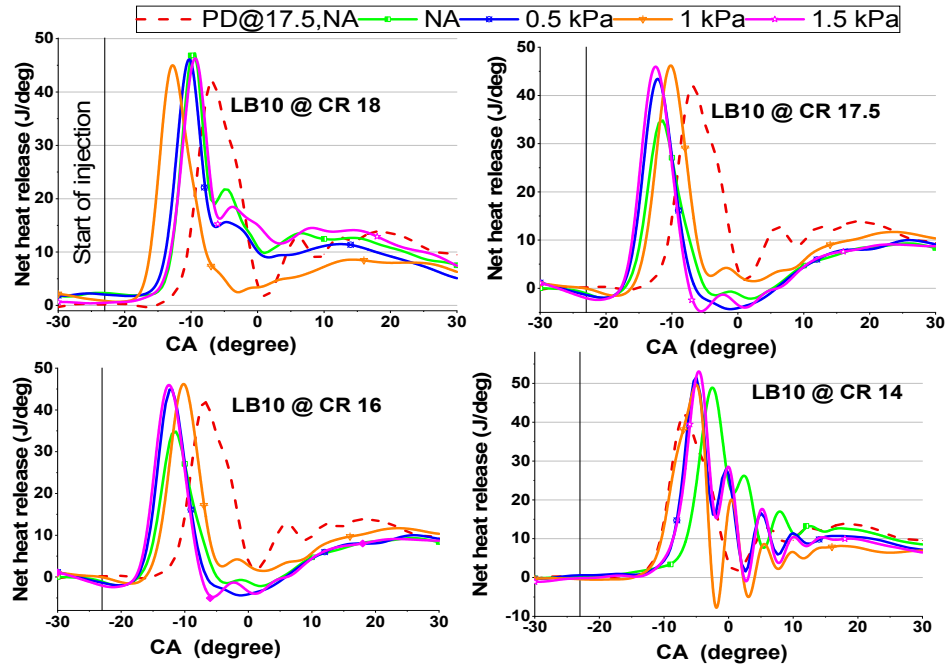 PD@17.5,NA NA 0.5 kPa 1 kPa 1.5 kPa
50
40
30
20
10
0
Net heat release (J/deg)
Start of injection
LB10 @ CR 18
-30 -20 -10 0 10 20 30
CA (degree)
50
40
30
20
10
0
Net heat release (J/deg)
LB10 @ CR 17.5
-30 -20 -10 0 10 20 30
CA (degree)
50
40
30
20
10
0
Net heat release (J/deg)
LB10 @ CR 16
-30 -20 -10 0 10 20 30
CA (degree)
50
40
30
20
10
0
-10
Net heat release (J/deg)
LB10 @ CR 14
-30 -20 -10 0 10 20 30
CA (degree)